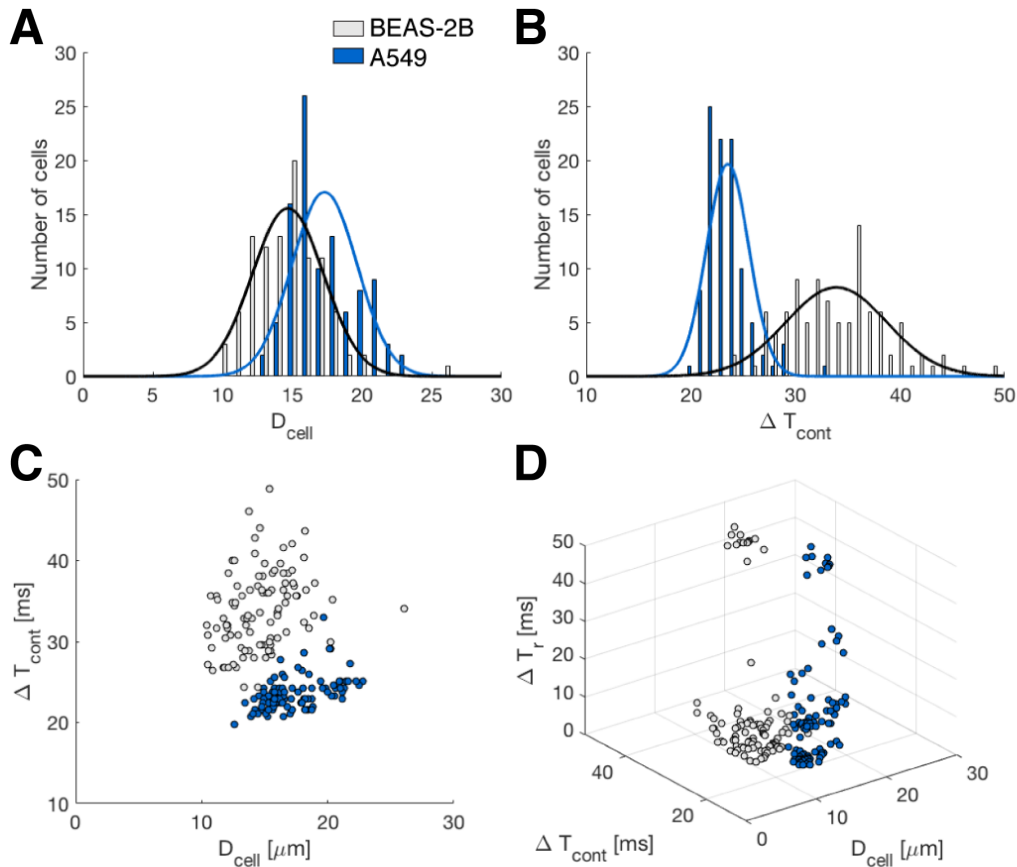 A
BEAS-2B
A549
B
Number of cells
30
25
20
15
10
5
0
0 5 10 15 20 25 30
D_cell
Number of cells
30
25
20
15
10
5
0
10 20 30 40 50
Δ T_cont
C
Δ T_cont [ms]
50
40
30
20
10
0 10 20 30
D_cell [μm]
D
Δ T_r [ms]
50
40
30
20
10
0
40
20
Δ T_cont [ms]
0
10
20
30
D_cell [μm]